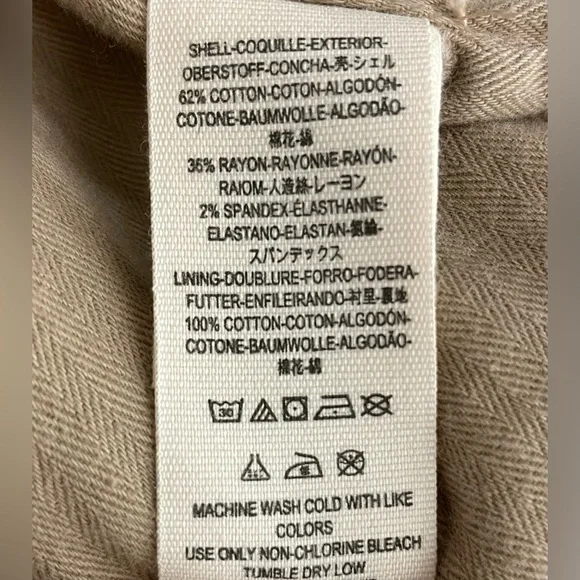 SHELL-COQUILLE-EXTERIOR-
OBERSTOFF-CONCHA-壳-シェル
62% COTTON-COTON-ALGODÓN-
COTONE-BAUMWOLLE-ALGODÃO-
棉花-綿
36% RAYON-RAYONNE-RAYÓN-
RAIOM-人造絲-レーヨン
2% SPANDEX-ÉLASTHANNE-
ELASTANO-ELASTAN-氨綸-
スパンデックス
LINING-DOUBLURE-FORRO-FODERA-
FUTTER-ENFILEIRANDO-衬里-裏地
100% COTTON-COTON-ALGODÓN-
COTONE-BAUMWOLLE-ALGODÃO-
棉花-綿
30
MACHINE WASH COLD WITH LIKE
COLORS
USE ONLY NON-CHLORINE BLEACH
TUMBLE DRY LOW